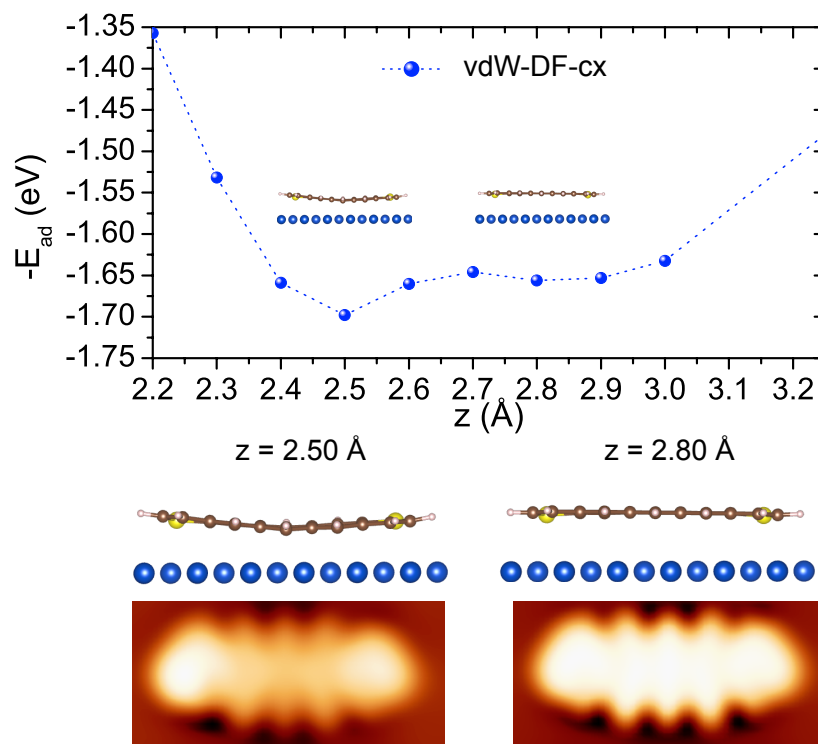 -1.35
-1.40
-1.45
-1.50
-1.55
-1.60
-1.65
-1.70
-1.75
-E_ad (eV)
vdW-DF-cx
2.2 2.3 2.4 2.5 2.6 2.7 2.8 2.9 3.0 3.1 3.2
z (Å)
z = 2.50 Å z = 2.80 Å